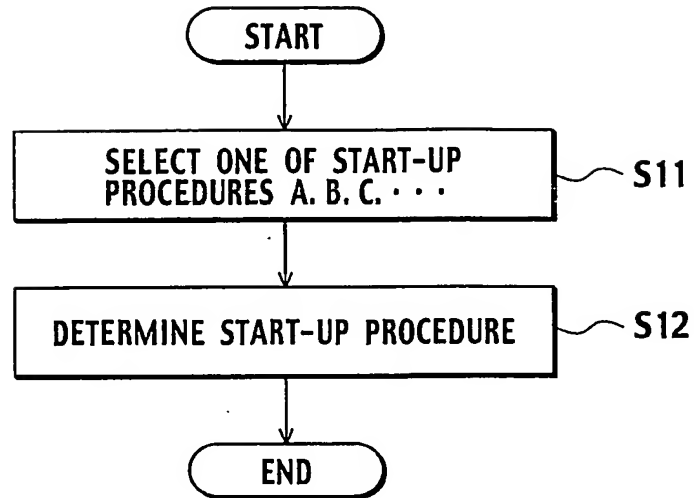 START
SELECT ONE OF START-UP
PROCEDURES A. B. C. · · ·
S11
DETERMINE START-UP PROCEDURE
S12
END